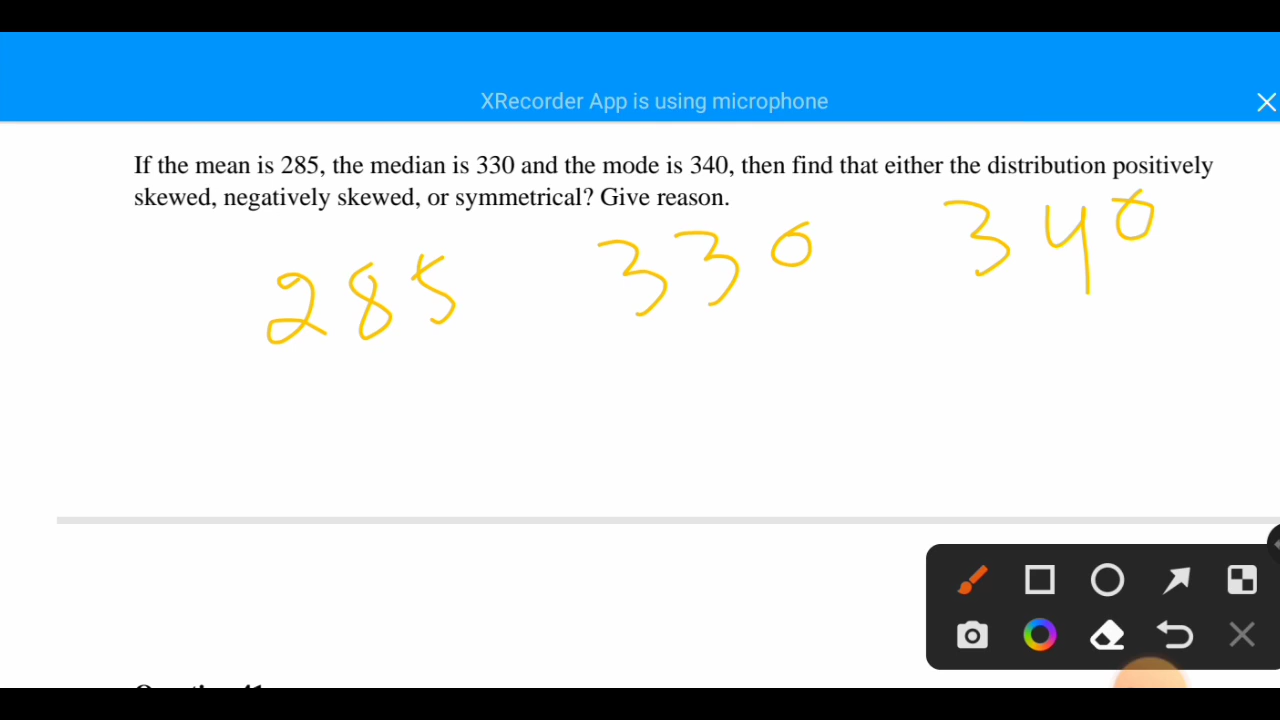 XRecorder App is using microphone
If the mean is 285, the median is 330 and the mode is 340, then find that either the distribution positively
skewed, negatively skewed, or symmetrical? Give reason.
285 330 340